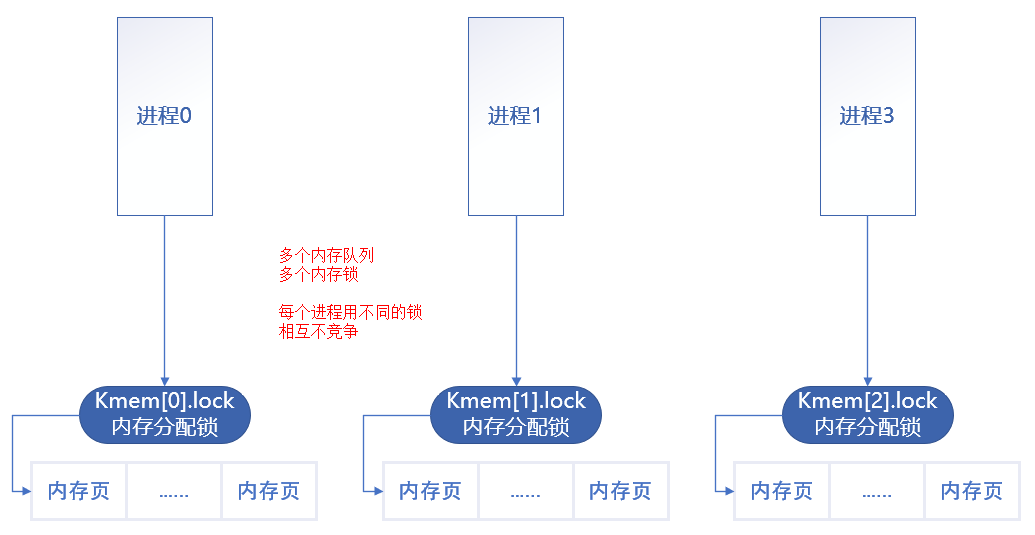 进程0
进程1
进程3
多个内存队列
多个内存锁
每个进程用不同的锁
相互不竞争
Kmem[0].lock
内存分配锁
Kmem[1].lock
内存分配锁
Kmem[2].lock
内存分配锁
内存页
......
内存页
内存页
......
内存页
内存页
......
内存页